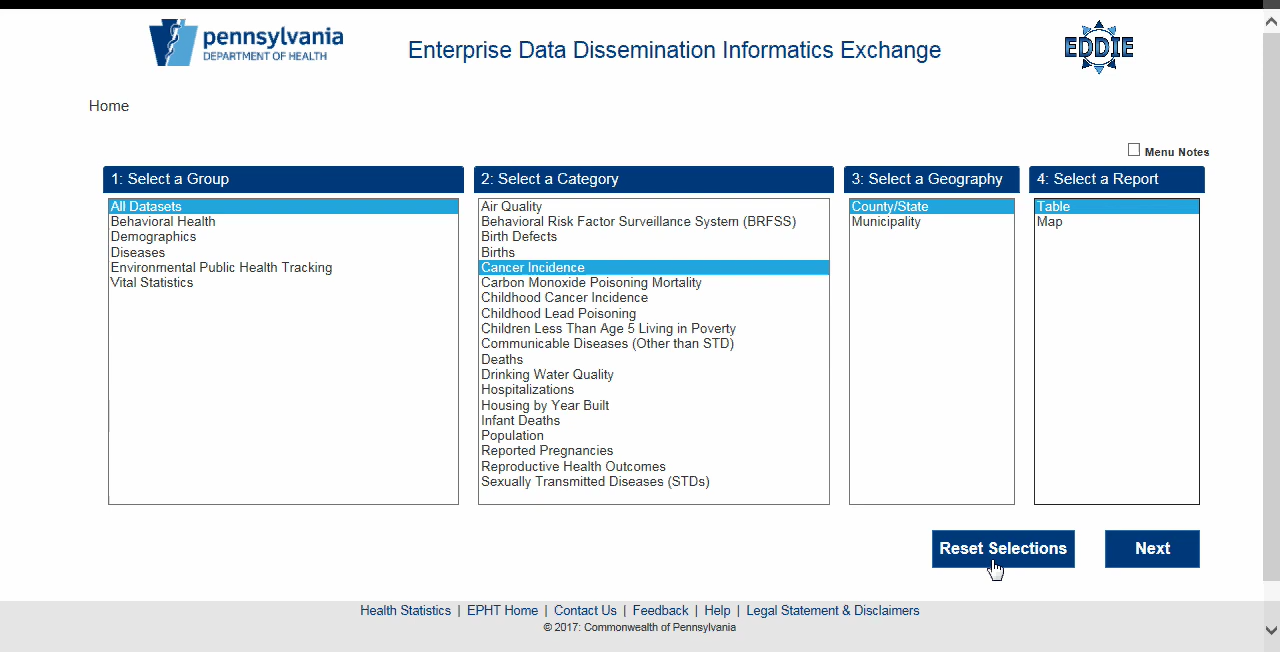 pennsylvania
DEPARTMENT OF HEALTH
Enterprise Data Dissemination Informatics Exchange
EDDIE
Home
Menu Notes
1: Select a Group
All Datasets
Behavioral Health
Demographics
Diseases
Environmental Public Health Tracking
Vital Statistics
2: Select a Category
Air Quality
Behavioral Risk Factor Surveillance System (BRFSS)
Birth Defects
Births
Cancer Incidence
Carbon Monoxide Poisoning Mortality
Childhood Cancer Incidence
Childhood Lead Poisoning
Children Less Than Age 5 Living in Poverty
Communicable Diseases (Other than STD)
Deaths
Drinking Water Quality
Hospitalizations
Housing by Year Built
Infant Deaths
Population
Reported Pregnancies
Reproductive Health Outcomes
Sexually Transmitted Diseases (STDs)
3: Select a Geography
County/State
Municipality
4: Select a Report
Table
Map
Reset Selections
Next
Health Statistics | EPHT Home | Contact Us | Feedback | Help | Legal Statement & Disclaimers
© 2017: Commonwealth of Pennsylvania